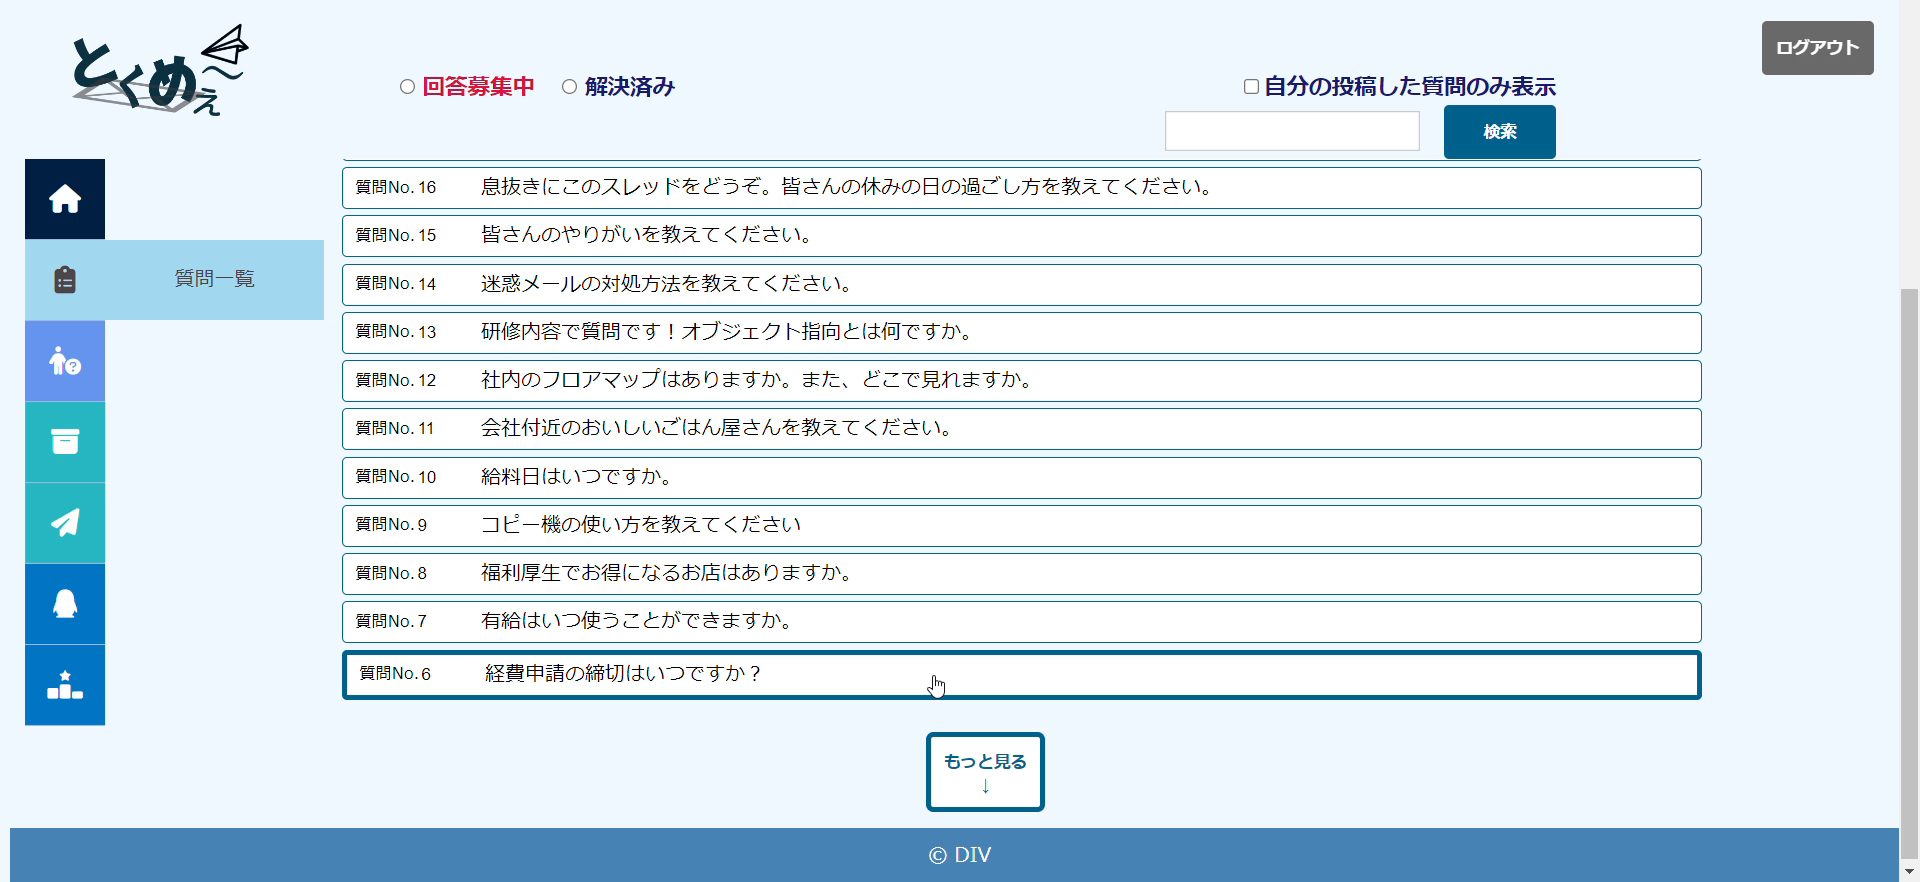 とくめぇ
ログアウト
回答募集中
解決済み
自分の投稿した質問のみ表示
検索
質問No. 16 息抜きにこのスレッドをどうぞ。皆さんの休みの日の過ごし方を教えてください。
質問一覧
質問No. 15 皆さんのやりがいを教えてください。
質問No. 14 迷惑メールの対処方法を教えてください。
質問No. 13 研修内容で質問です！オブジェクト指向とは何ですか。
質問No. 12 社内のフロアマップはありますか。また、どこで見れますか。
質問No. 11 会社付近のおいしいごはん屋さんを教えてください。
質問No. 10 給料日はいつですか。
質問No. 9 コピー機の使い方を教えてください
質問No. 8 福利厚生でお得になるお店はありますか。
質問No. 7 有給はいつ使うことができますか。
質問No. 6 経費申請の締切はいつですか？
もっと見る
↓
© DIV